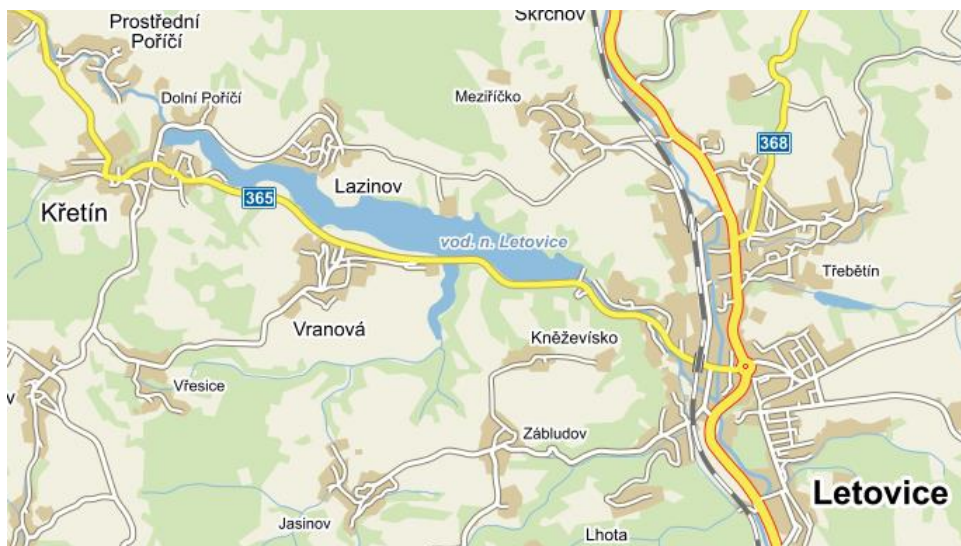 Skrchov
Prostřední
Poříčí
Dolní Poříčí
Meziříčko
368
Lazinov
365
Křetín
vod. n. Letovice
Třebětín
Vranová
Kněževísko
Vřesice
v
Zábludov
Letovice
Jasinov
Lhota